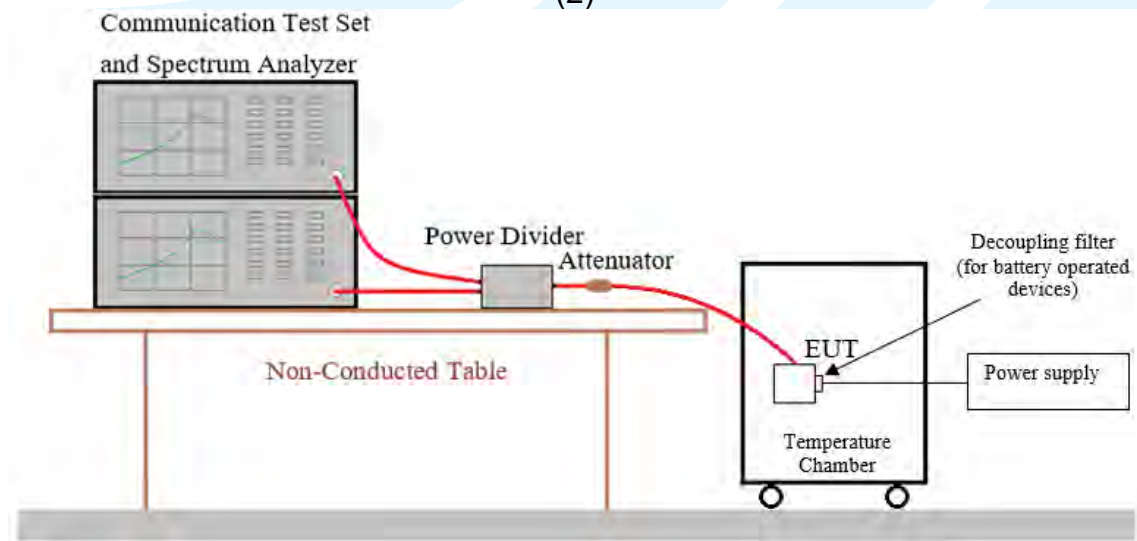 (2)
Communication Test Set
and Spectrum Analyzer
Power Divider
Attenuator
Decoupling filter
(for battery operated
devices)
EUT
Non-Conducted Table
Power supply
Temperature
Chamber